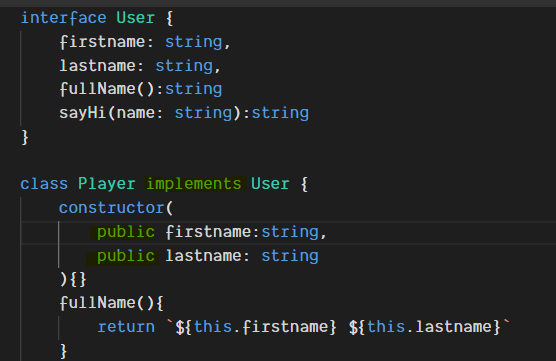 interface User {
    firstname: string,
    lastname: string,
    fullName():string
    sayHi(name: string):string
}
class Player implements User {
    constructor(
        public firstname:string,
        public lastname: string
    ){}
    fullName(){
        return `${this.firstname} ${this.lastname}`
    }